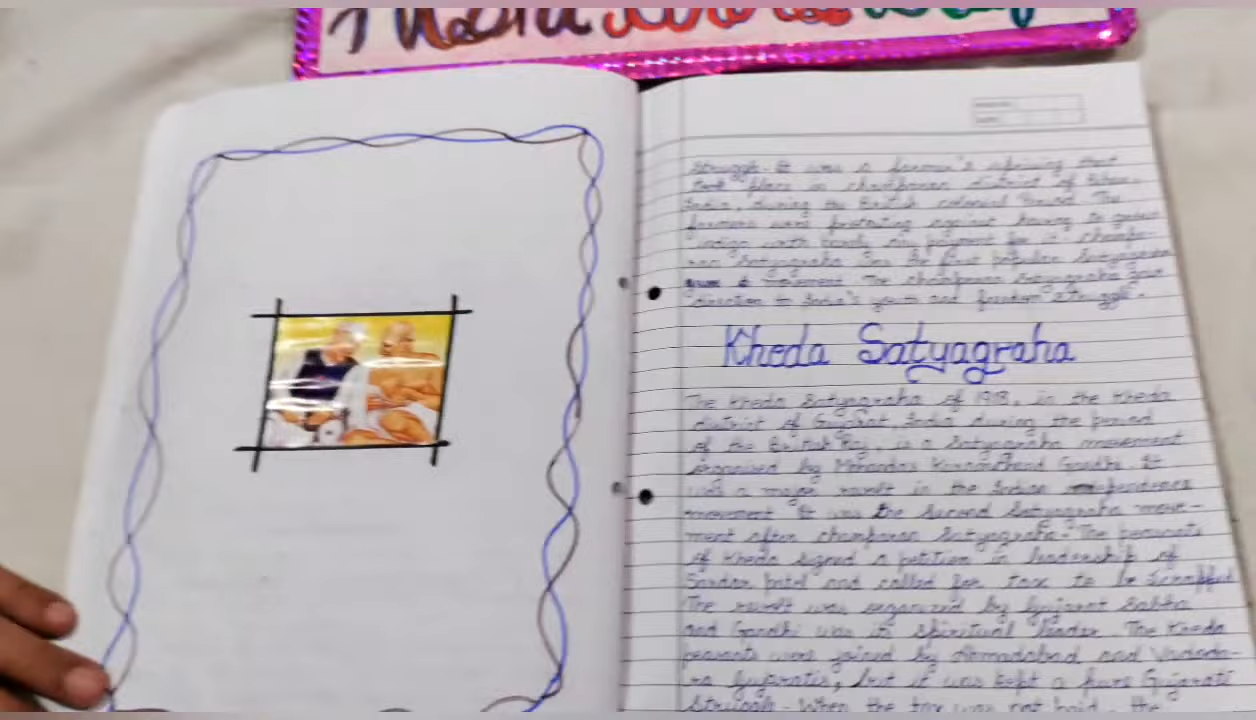 struggle. It was a farmer's uprising that
took place in champaran district of Bihar,
India, during the British colonial Period. The
farmers were protesting against having to grow
indigo with barely any payment for it. champa-
ran Satyagraha was the first popular Satyagraha
movement. The champaran Satyagraha gave
direction to India's youth and freedom struggle.
Kheda Satyagraha
The Kheda Satyagraha of 1918, in the Kheda
district of Gujarat, India during the period
of the British Raj, is a Satyagraha movement
organised by Mohandas Karamchand Gandhi. It
was a major revolt in the Indian independence
movement. It was the Second Satyagraha move-
ment after champaran Satyagraha. The peasants
of Kheda signed a petition in leadership of
Sardar patel and called for tax to be scrapped
The revolt was organized by Gujarat Sabha
and Gandhi was its spiritual leader. The Kheda
peasants were joined by Ahmadabad and Vadoda-
ra Gujaratis, but it was kept a pure Gujarati
Struggle. When the tax was not paid, the